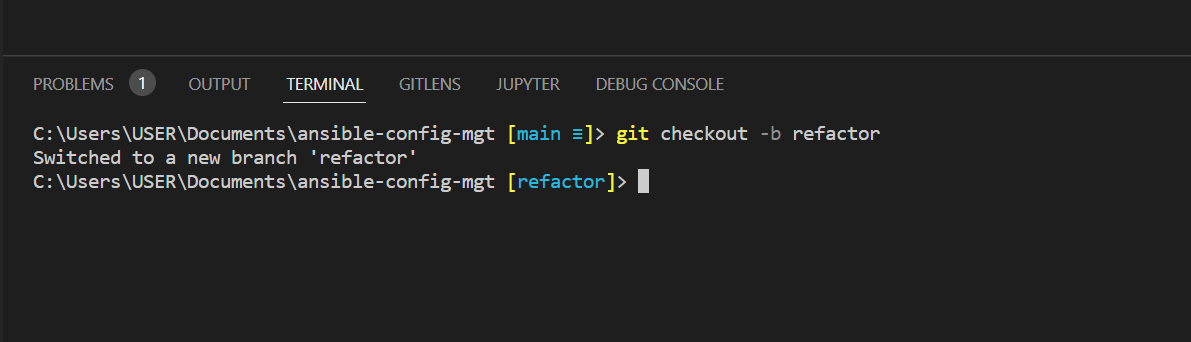 PROBLEMS 1 OUTPUT TERMINAL GITLENS JUPYTER DEBUG CONSOLE
C:\Users\USER\Documents\ansible-config-mgt [main ≡]> git checkout -b refactor
Switched to a new branch 'refactor'
C:\Users\USER\Documents\ansible-config-mgt [refactor]>